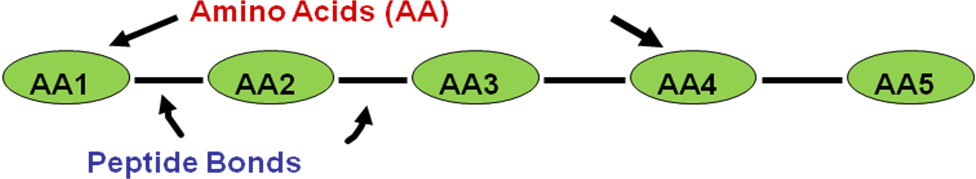 Amino Acids (AA)
AA1 AA2 AA3 AA4 AA5
Peptide Bonds